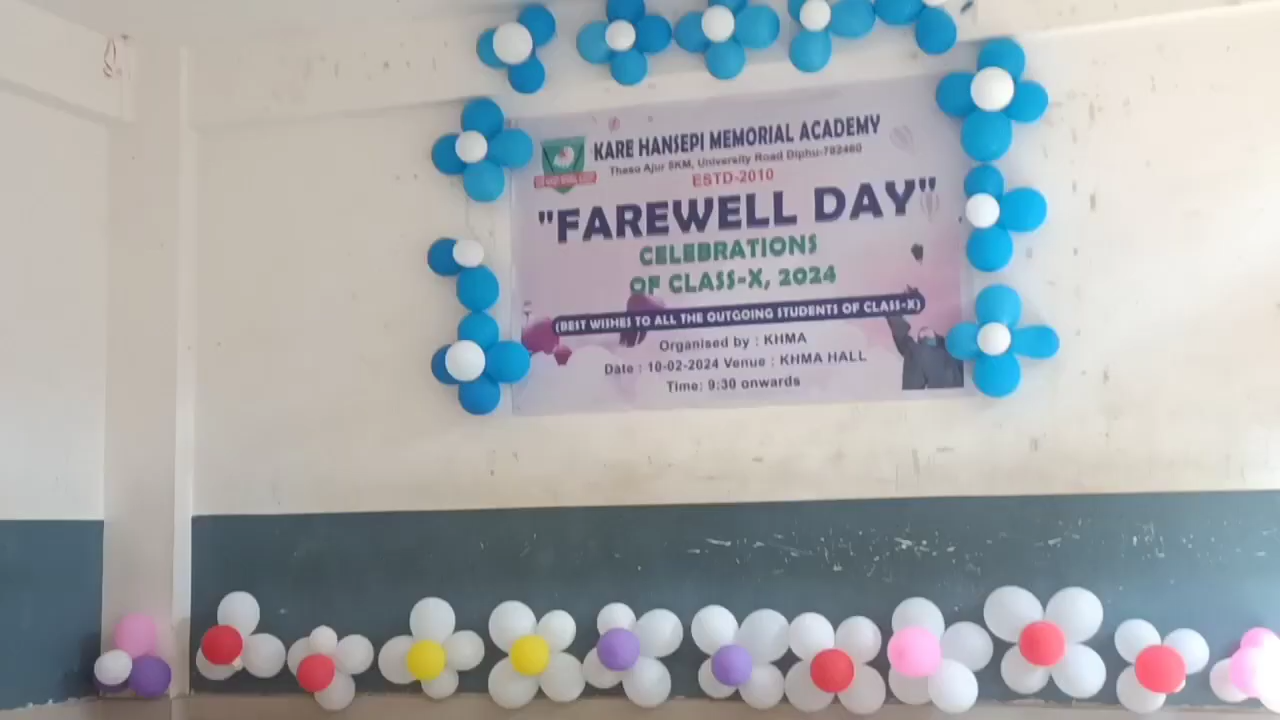 KARE HANSEPI MEMORIAL ACADEMY
Theso Ajur SKM, University Road Diphu-782460
ESTD-2010
"FAREWELL DAY"
CELEBRATIONS
OF CLASS-X, 2024
(BEST WISHES TO ALL THE OUTGOING STUDENTS OF CLASS-X)
Organised by : KHMA
Date : 10-02-2024 Venue : KHMA HALL
Time: 9:30 onwards